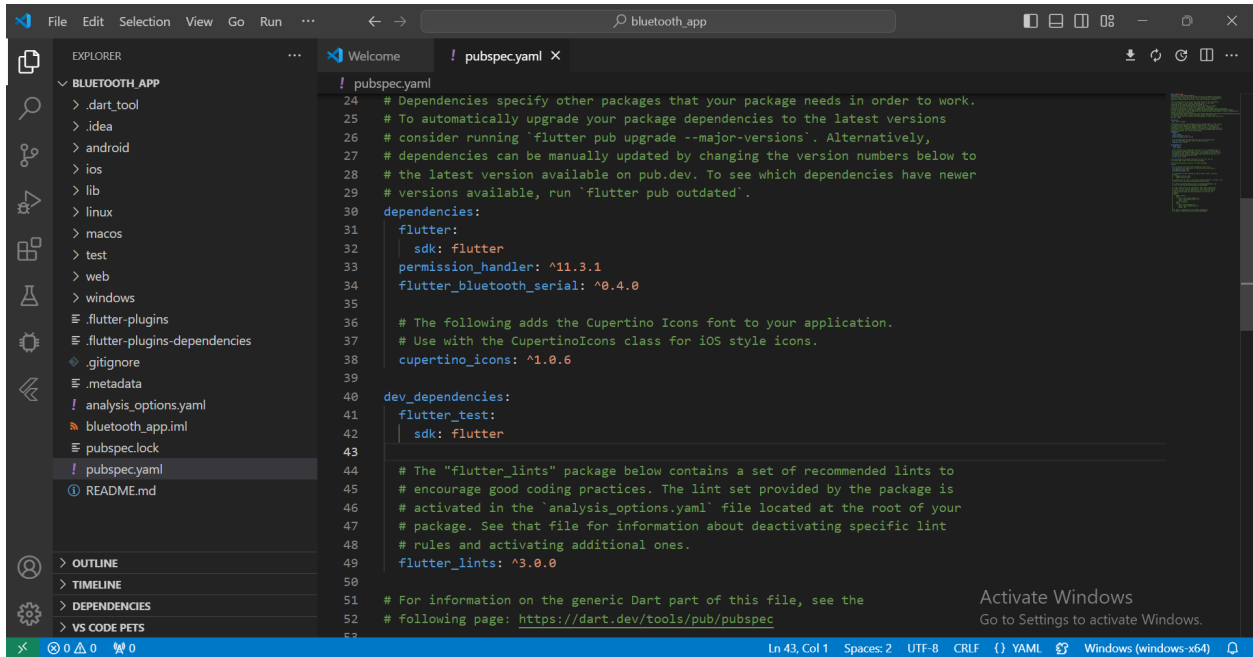 File Edit Selection View Go Run ···
bluetooth_app
EXPLORER ···
BLUETOOTH_APP
.dart_tool
.idea
android
ios
lib
linux
macos
test
web
windows
.flutter-plugins
.flutter-plugins-dependencies
.gitignore
.metadata
! analysis_options.yaml
bluetooth_app.iml
pubspec.lock
! pubspec.yaml
README.md
OUTLINE
TIMELINE
DEPENDENCIES
VS CODE PETS
Welcome
! pubspec.yaml
! pubspec.yaml
24 # Dependencies specify other packages that your package needs in order to work.
25 # To automatically upgrade your package dependencies to the latest versions
26 # consider running `flutter pub upgrade --major-versions`. Alternatively,
27 # dependencies can be manually updated by changing the version numbers below to
28 # the latest version available on pub.dev. To see which dependencies have newer
29 # versions available, run `flutter pub outdated`.
30 dependencies:
31 flutter:
32 sdk: flutter
33 permission_handler: ^11.3.1
34 flutter_bluetooth_serial: ^0.4.0
35
36 # The following adds the Cupertino Icons font to your application.
37 # Use with the CupertinoIcons class for iOS style icons.
38 cupertino_icons: ^1.0.6
39
40 dev_dependencies:
41 flutter_test:
42 sdk: flutter
43
44 # The "flutter_lints" package below contains a set of recommended lints to
45 # encourage good coding practices. The lint set provided by the package is
46 # activated in the `analysis_options.yaml` file located at the root of your
47 # package. See that file for information about deactivating specific lint
48 # rules and activating additional ones.
49 flutter_lints: ^3.0.0
50
51 # For information on the generic Dart part of this file, see the
52 # following page: https://dart.dev/tools/pub/pubspec
53
Activate Windows
Go to Settings to activate Windows.
0 0 0 Ln 43, Col 1 Spaces: 2 UTF-8 CRLF {} YAML Windows (windows-x64)